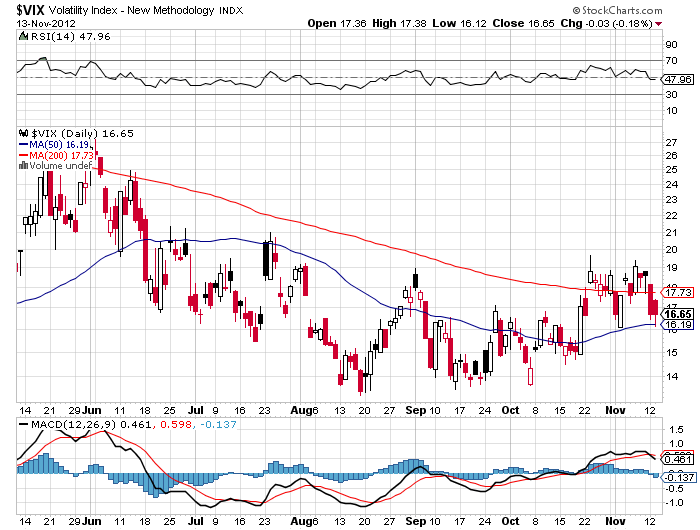 $VIX Volatility Index - New Methodology INDX
© StockCharts.com
13-Nov-2012
Open 17.36 High 17.38 Low 16.12 Close 16.65 Chg -0.03 (-0.18%)
RSI(14) 47.96
90
70
50
47.96
30
10
$VIX (Daily) 16.65
MA(50) 16.19
MA(200) 17.73
Volume undef
27
26
25
24
23
22
21
20
19
18
17.73
17
16.65
16.19
15
14
14 21 29 Jun 11 18 25 Jul 9 16 23 Aug 6 13 20 27 Sep 10 17 24 Oct 8 15 22 Nov 12
MACD(12,26,9) 0.461, 0.598, -0.137
1.5
1.0
0.461
0.0
-0.137
-0.5
-1.0
14 21 29 Jun 11 18 25 Jul 9 16 23 Aug 6 13 20 27 Sep 10 17 24 Oct 8 15 22 Nov 12